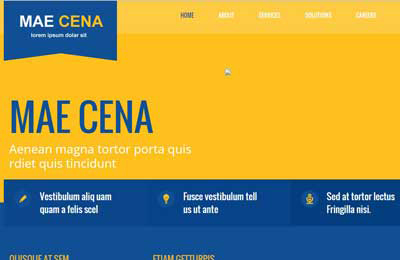 MAE CENA
lorem ipsum dolar sit
HOME ABOUT SERVICES SOLUTIONS CAREERS
MAE CENA
Aenean magna tortor porta quis
rdiet quis tincidunt
Vestibulum aliq uam
quam a felis scel
Fusce vestibulum tell
us ut ante
Sed at tortor lectus
Fringilla nisi.
QUISQUE AT SEM
ETIAM GETTURPIS